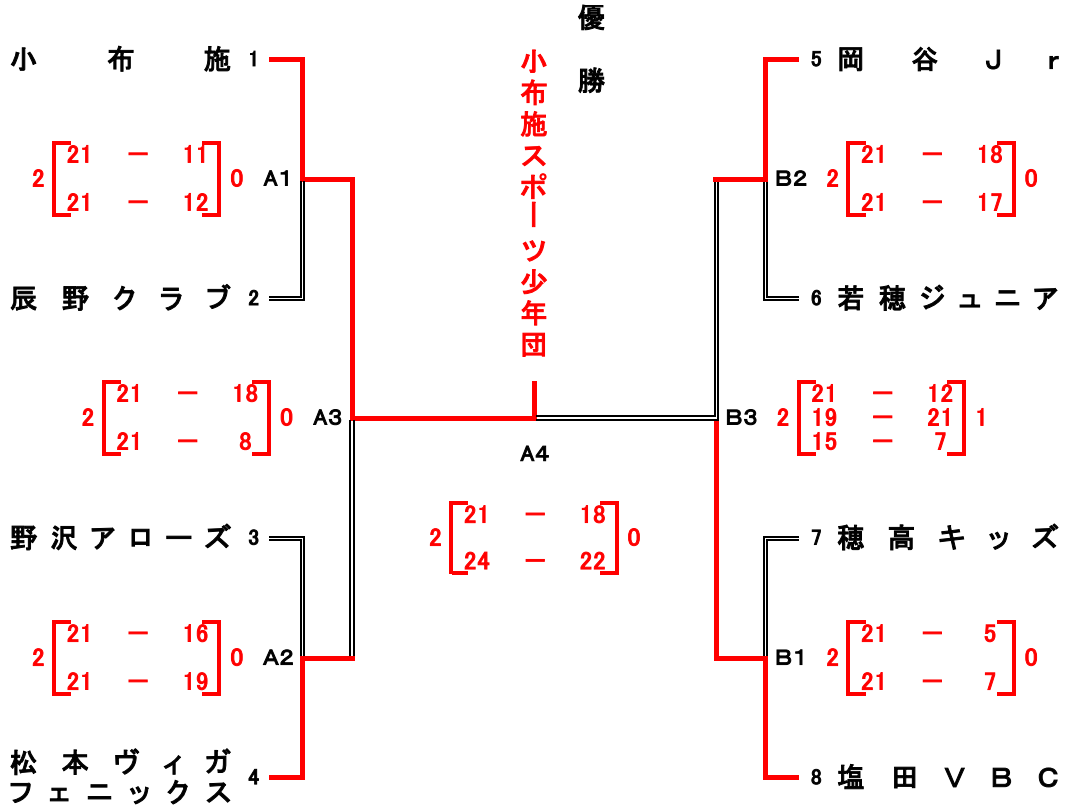 優勝
小布施スポーツ少年団
小布施 1
2 21 － 11 0
21 － 12
A1
辰野クラブ 2
2 21 － 18 0
21 － 8
A3
野沢アローズ 3
2 21 － 16 0
21 － 19
A2
松本ヴィガ
フェニックス 4
A4
2 21 － 18 0
24 － 22
5 岡谷Ｊｒ
B2
2 21 － 18 0
21 － 17
6 若穂ジュニア
B3
21 － 12
2 19 － 21 1
15 － 7
7 穂高キッズ
B1
2 21 － 5 0
21 － 7
8 塩田ＶＢＣ